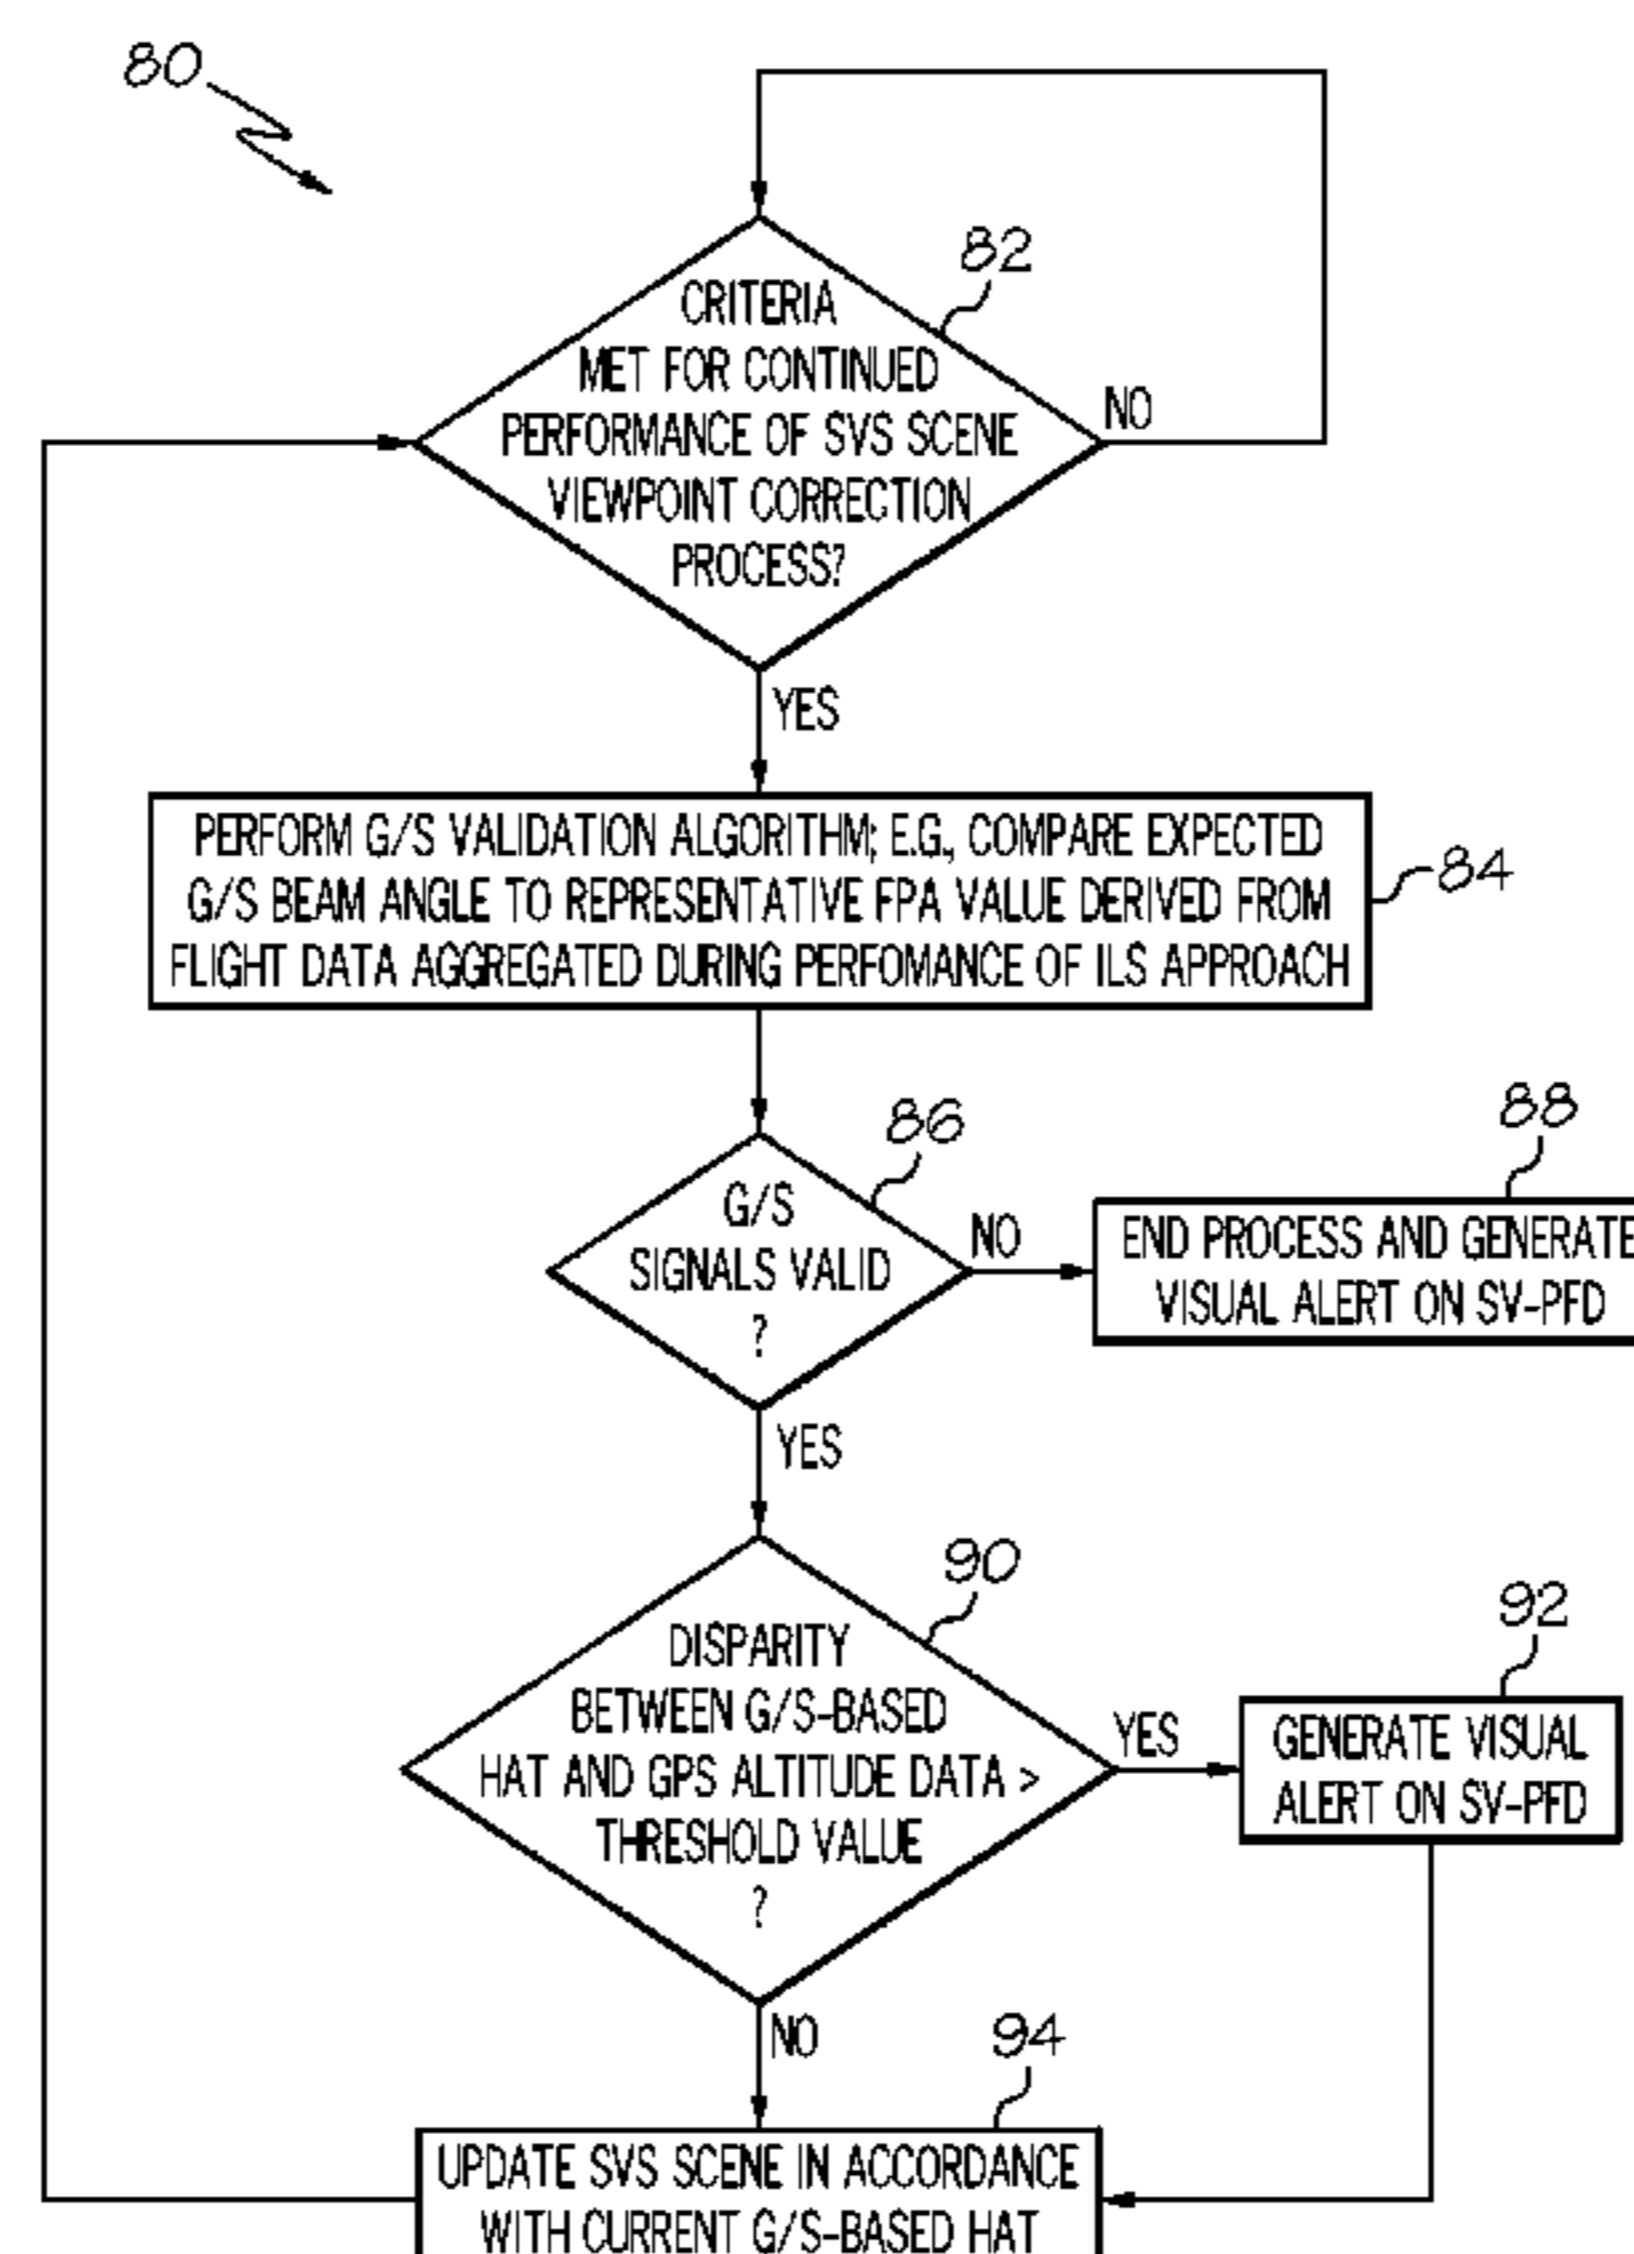 80
82
CRITERIA
MET FOR CONTINUED
PERFORMANCE OF SVS SCENE
VIEWPOINT CORRECTION
PROCESS?
NO
YES
PERFORM G/S VALIDATION ALGORITHM; E.G., COMPARE EXPECTED
G/S BEAM ANGLE TO REPRESENTATIVE FPA VALUE DERIVED FROM
FLIGHT DATA AGGREGATED DURING PERFOMANCE OF ILS APPROACH
84
86
G/S
SIGNALS VALID
?
NO
88
END PROCESS AND GENERATE
VISUAL ALERT ON SV-PFD
YES
90
DISPARITY
BETWEEN G/S-BASED
HAT AND GPS ALTITUDE DATA >
THRESHOLD VALUE
?
YES
92
GENERATE VISUAL
ALERT ON SV-PFD
NO
94
UPDATE SVS SCENE IN ACCORDANCE
WITH CURRENT G/S-BASED HAT